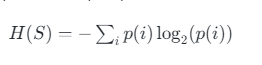 H(S) = − ∑ᵢ p(i) log₂(p(i))